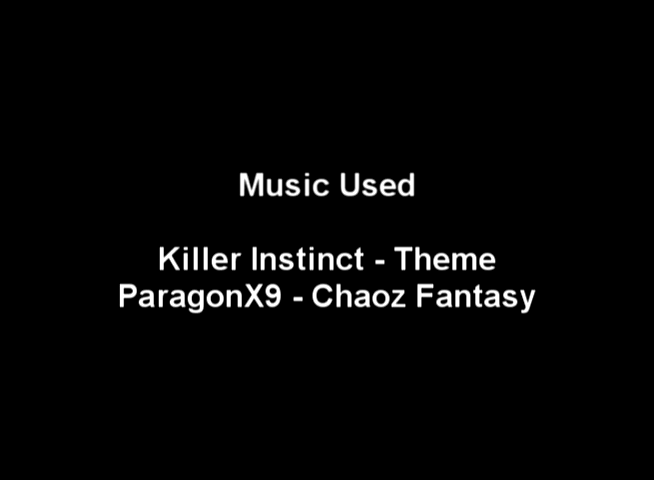 Music Used
Killer Instinct - Theme
ParagonX9 - Chaoz Fantasy